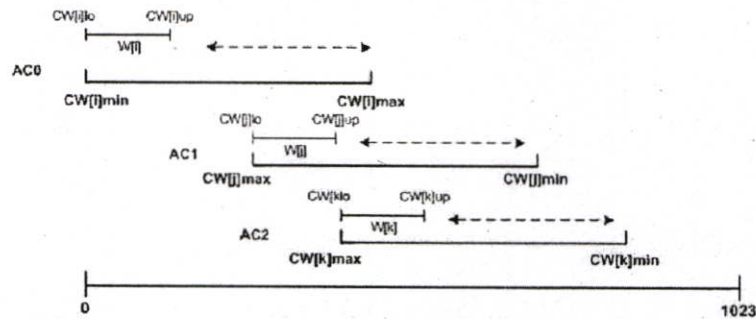 CW[i]lo CW[i]up
W[i]
AC0
CW[i]min CW[i]max
CW[j]lo CW[j]up
AC1 W[j]
CW[j]max CW[j]min
CW[klo CW[k]up
W[k]
AC2
CW[k]max CW[k]min
0 1023